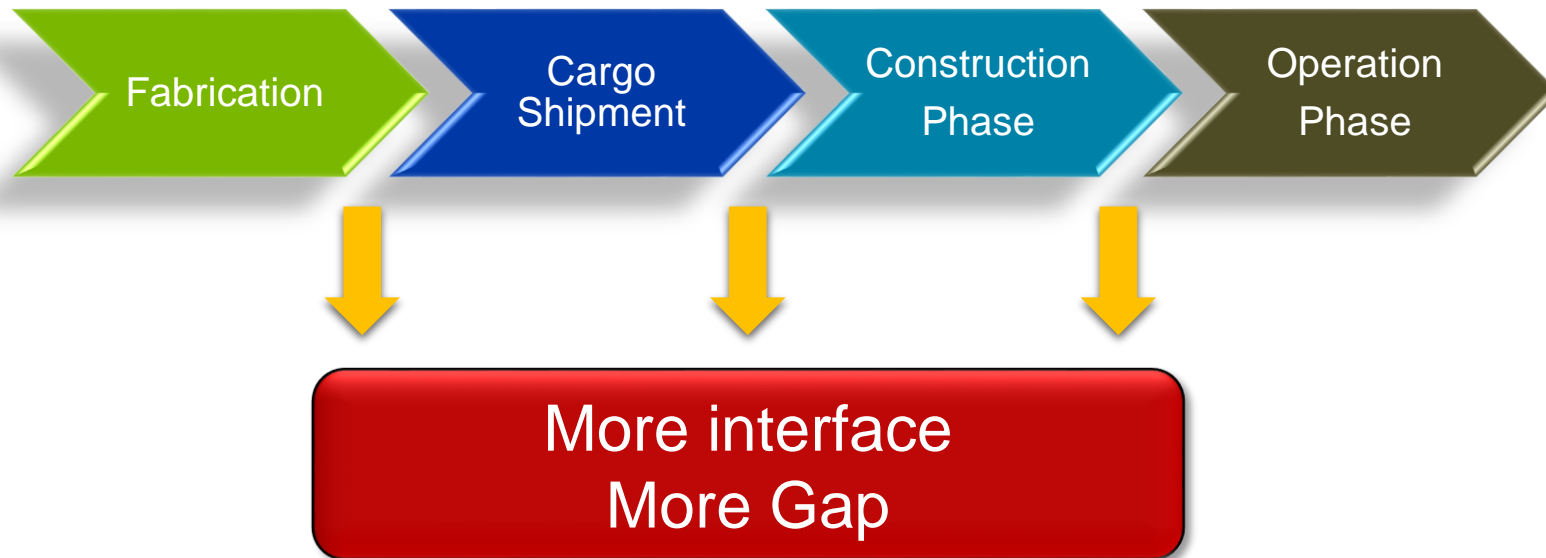 Fabrication
Cargo
Shipment
Construction
Phase
Operation
Phase
More interface
More Gap